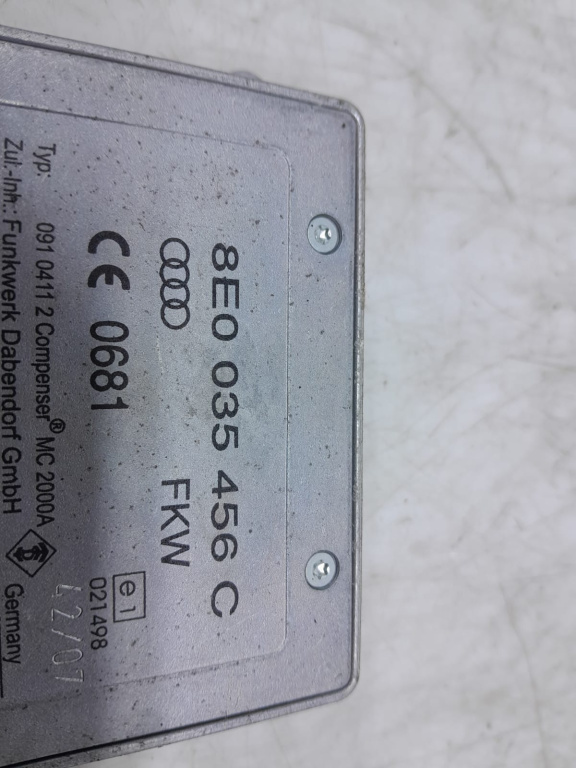 8E0 035 456 C
FKW
CE 0681
e1
021498
Typ: 091 0411 2 Compenser® MC 2000A
42/07
Zul.-Inh.: Funkwerk Dabendorf GmbH
Germany